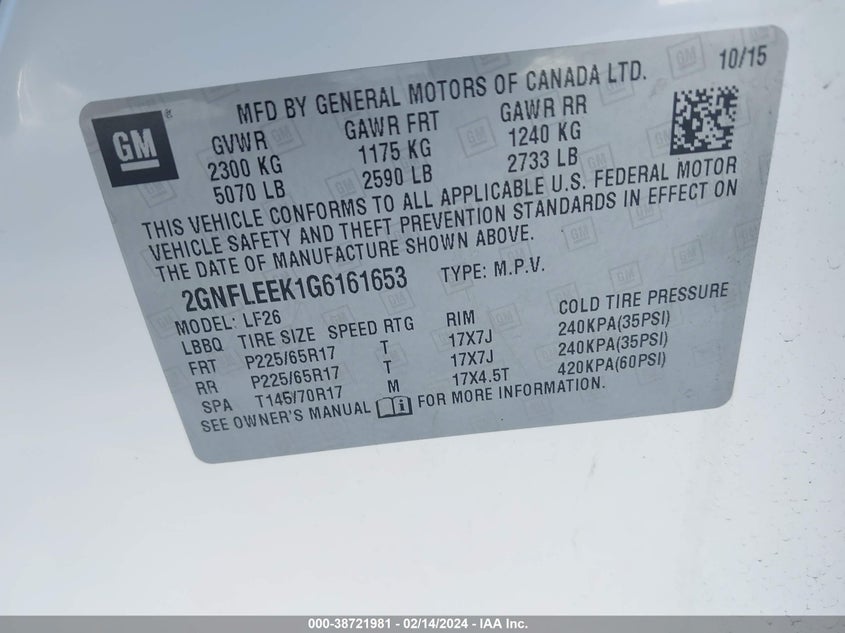 MFD BY GENERAL MOTORS OF CANADA LTD. 10/15
GM
GVWR GAWR FRT GAWR RR
2300 KG 1175 KG 1240 KG
5070 LB 2590 LB 2733 LB
THIS VEHICLE CONFORMS TO ALL APPLICABLE U.S. FEDERAL MOTOR
VEHICLE SAFETY AND THEFT PREVENTION STANDARDS IN EFFECT ON
THE DATE OF MANUFACTURE SHOWN ABOVE.
2GNFLEEK1G6161653 TYPE: M.P.V.
MODEL: LF26
LBBQ TIRE SIZE SPEED RTG RIM COLD TIRE PRESSURE
FRT P225/65R17 T 17X7J 240KPA(35PSI)
RR P225/65R17 T 17X7J 240KPA(35PSI)
SPA T145/70R17 M 17X4.5T 420KPA(60PSI)
SEE OWNER'S MANUAL FOR MORE INFORMATION.
000-38721981 - 02/14/2024 - IAA Inc.